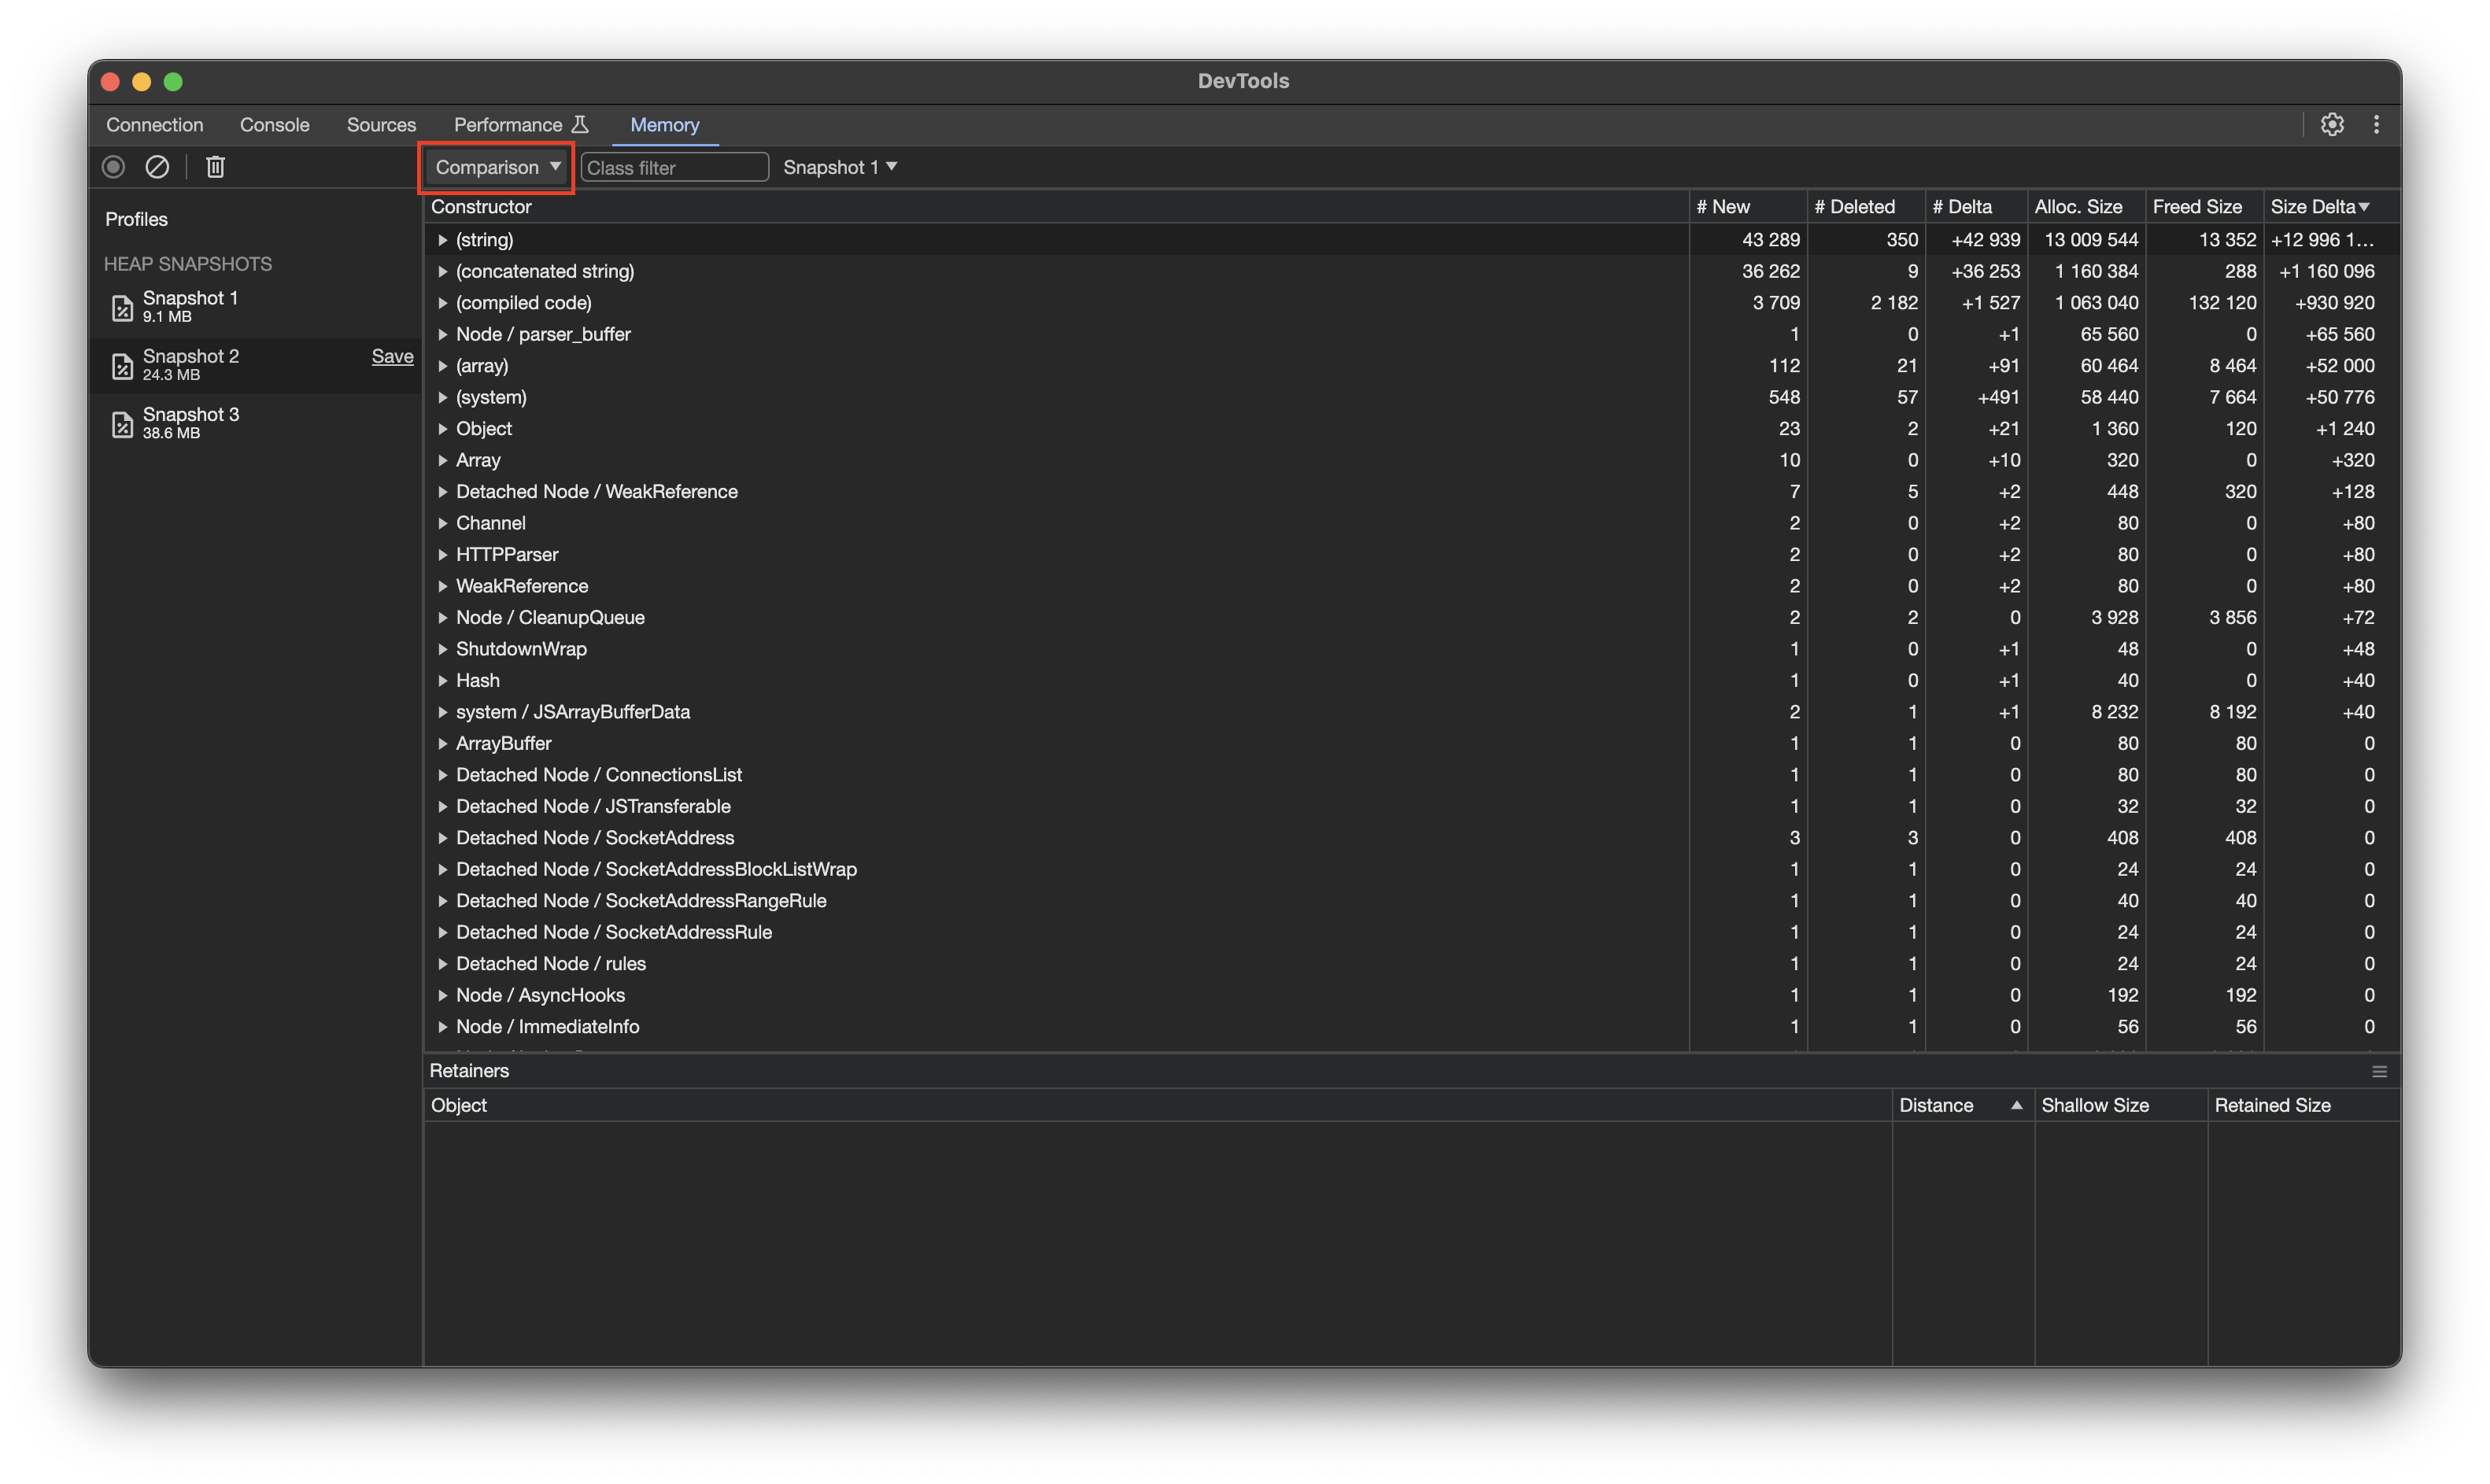 DevTools
Connection Console Sources Performance Memory
Comparison ▼ Class filter Snapshot 1 ▼
Profiles
HEAP SNAPSHOTS
Snapshot 1
9.1 MB
Snapshot 2 Save
24.3 MB
Snapshot 3
38.6 MB
Constructor # New # Deleted # Delta Alloc. Size Freed Size Size Delta▼
(string) 43 289 350 +42 939 13 009 544 13 352 +12 996 1…
(concatenated string) 36 262 9 +36 253 1 160 384 288 +1 160 096
(compiled code) 3 709 2 182 +1 527 1 063 040 132 120 +930 920
Node / parser_buffer 1 0 +1 65 560 0 +65 560
(array) 112 21 +91 60 464 8 464 +52 000
(system) 548 57 +491 58 440 7 664 +50 776
Object 23 2 +21 1 360 120 +1 240
Array 10 0 +10 320 0 +320
Detached Node / WeakReference 7 5 +2 448 320 +128
Channel 2 0 +2 80 0 +80
HTTPParser 2 0 +2 80 0 +80
WeakReference 2 0 +2 80 0 +80
Node / CleanupQueue 2 2 0 3 928 3 856 +72
ShutdownWrap 1 0 +1 48 0 +48
Hash 1 0 +1 40 0 +40
system / JSArrayBufferData 2 1 +1 8 232 8 192 +40
ArrayBuffer 1 1 0 80 80 0
Detached Node / ConnectionsList 1 1 0 80 80 0
Detached Node / JSTransferable 1 1 0 32 32 0
Detached Node / SocketAddress 3 3 0 408 408 0
Detached Node / SocketAddressBlockListWrap 1 1 0 24 24 0
Detached Node / SocketAddressRangeRule 1 1 0 40 40 0
Detached Node / SocketAddressRule 1 1 0 24 24 0
Detached Node / rules 1 1 0 24 24 0
Node / AsyncHooks 1 1 0 192 192 0
Node / ImmediateInfo 1 1 0 56 56 0
Retainers
Object Distance ▲ Shallow Size Retained Size